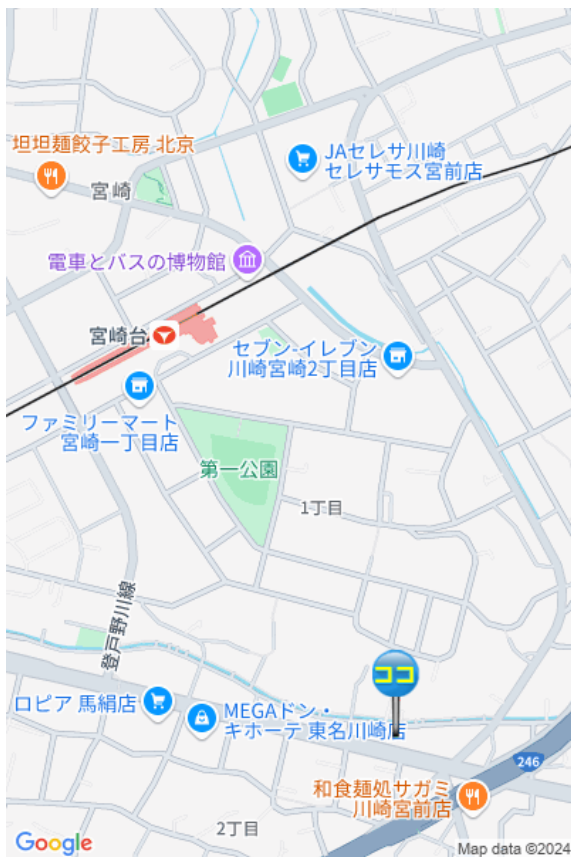 坦坦麺餃子工房 北京
JAセレサ川崎
セレサモス宮前店
宮崎
電車とバスの博物館
宮崎台
セブン-イレブン
川崎宮崎2丁目店
ファミリーマート
宮崎一丁目店
第一公園
1丁目
登戸野川線
ココ
ロピア 馬絹店
MEGAドン・
キホーテ 東名川崎店
246
和食麺処サガミ
川崎宮前店
2丁目
Google
Map data ©2024